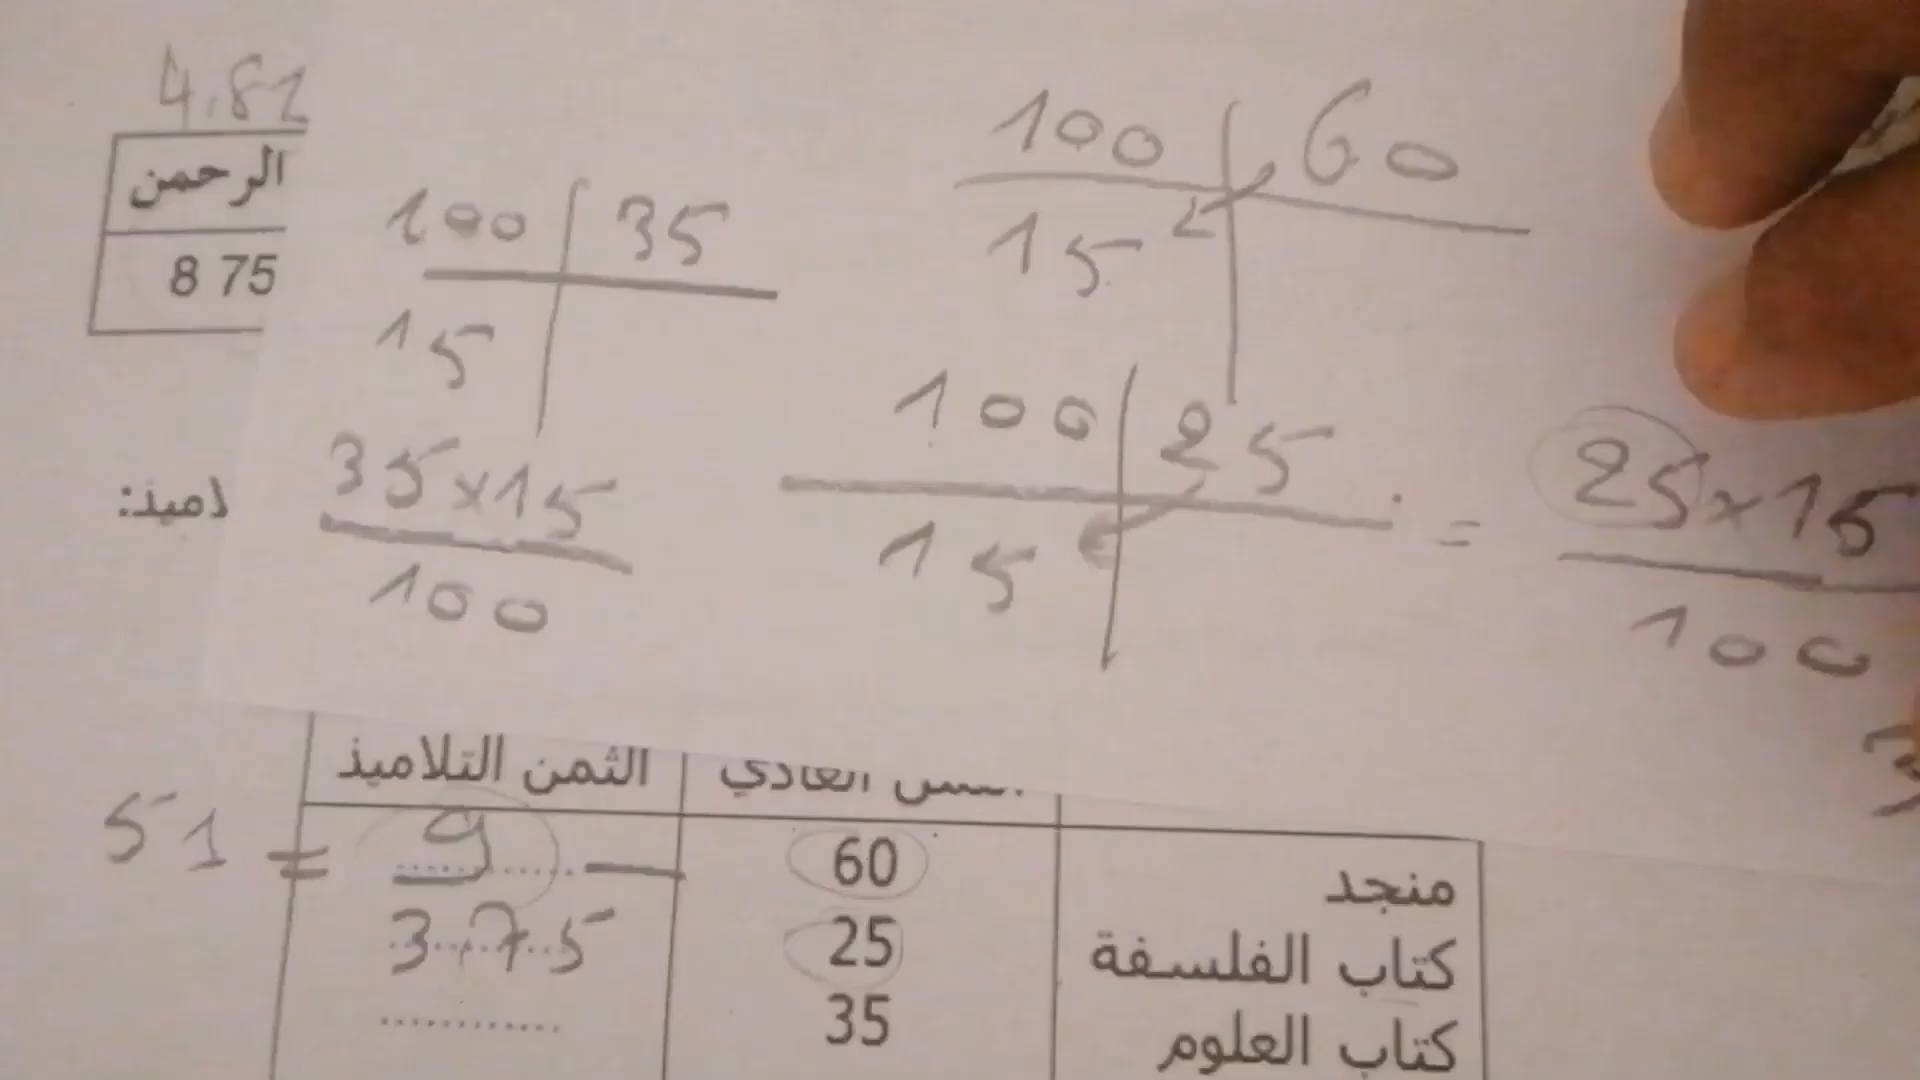 4.82
الرحمن
8 75
100 35
15
35×15
100
100 60
15
100 25
15
= 25×15
100
لاميذ:
الثمن التلاميذ
منجد 60 9 = 51
كتاب الفلسفة 25 3.75
كتاب العلوم 35 ............